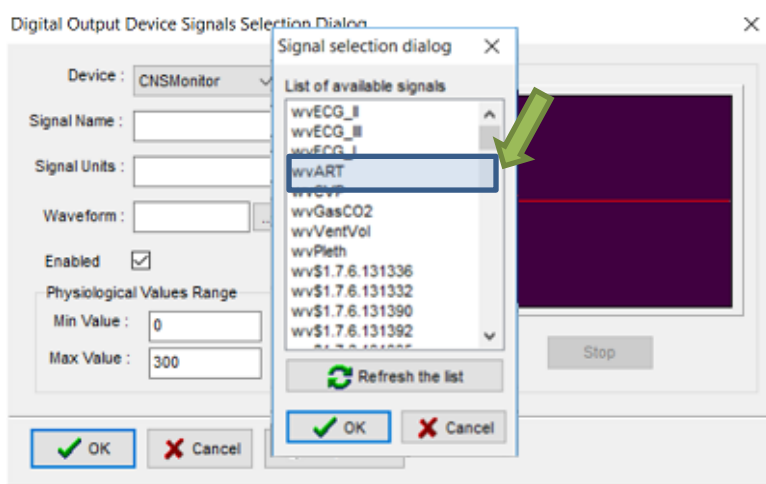 Digital Output Device Signals Selection Dialog
Signal selection dialog
Device :
CNSMonitor
List of available signals
Signal Name :
Signal Units :
Waveform :
...
Enabled
Physiological Values Range
Min Value :
0
Max Value :
300
wvECG_II
wvECG_III
wvECG_I
wvART
wvCVP
wvGasCO2
wvVentVol
wvPleth
wv$1.7.6.131336
wv$1.7.6.131332
wv$1.7.6.131390
wv$1.7.6.131392
Refresh the list
OK
Cancel
Stop
OK
Cancel